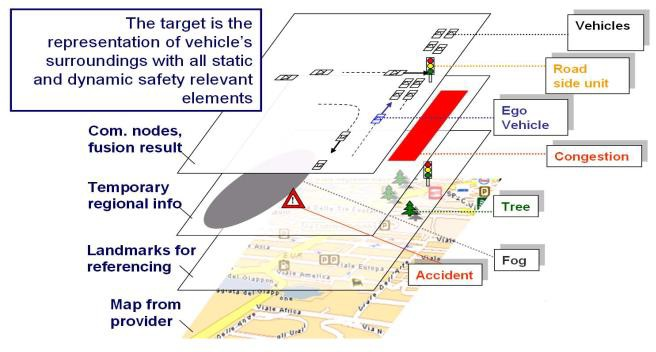 The target is the
representation of vehicle's
surroundings with all static
and dynamic safety relevant
elements
Vehicles
Road
side unit
Ego
Vehicle
Com. nodes,
fusion result
Congestion
Temporary
regional info
Tree
Fog
Landmarks for
referencing
Accident
Map from
provider
Viale Europa
Viale America
Viale Africa